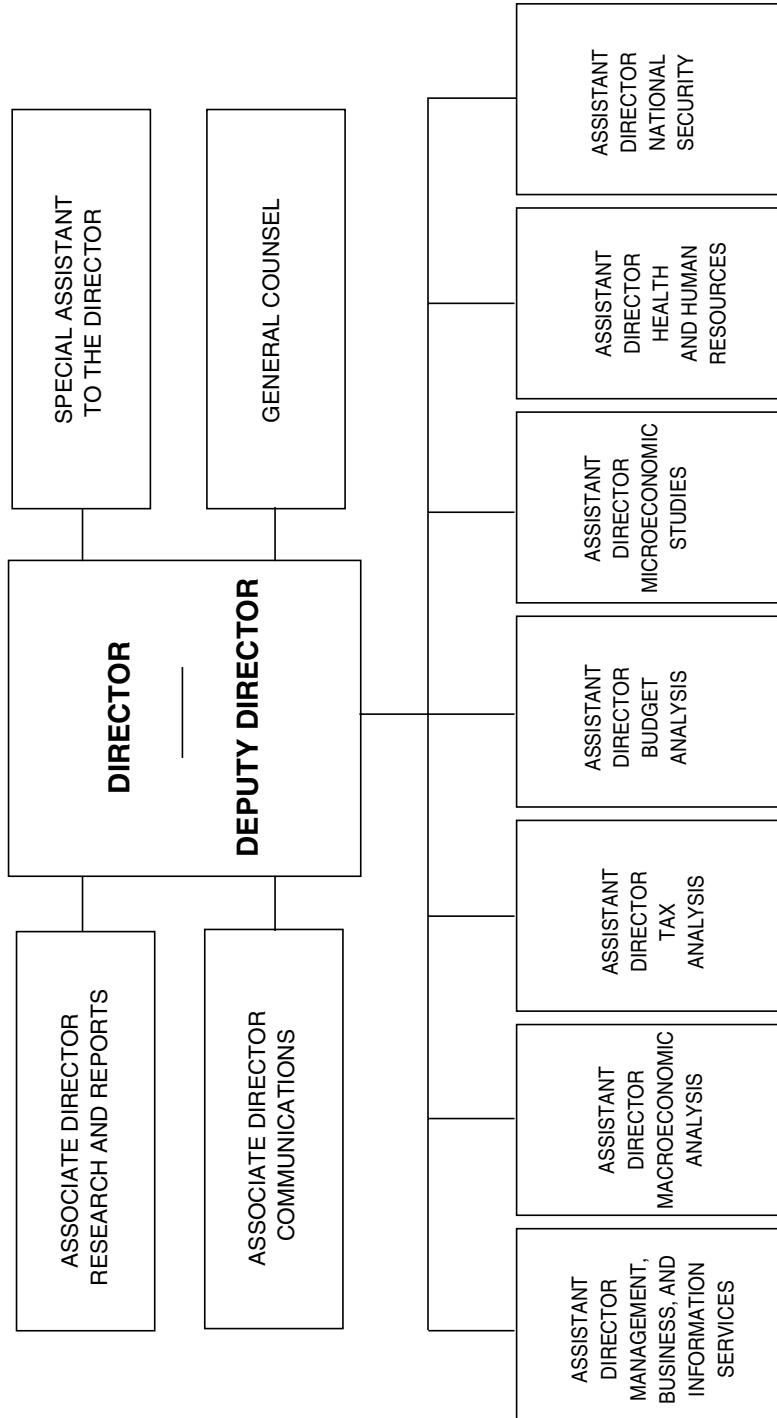 ASSOCIATE DIRECTOR
RESEARCH AND REPORTS
DIRECTOR
DEPUTY DIRECTOR
SPECIAL ASSISTANT
TO THE DIRECTOR
ASSOCIATE DIRECTOR
COMMUNICATIONS
GENERAL COUNSEL
ASSISTANT
DIRECTOR
MANAGEMENT,
BUSINESS, AND
INFORMATION
SERVICES
ASSISTANT
DIRECTOR
MACROECONOMIC
ANALYSIS
ASSISTANT
DIRECTOR
TAX
ANALYSIS
ASSISTANT
DIRECTOR
BUDGET
ANALYSIS
ASSISTANT
DIRECTOR
MICROECONOMIC
STUDIES
ASSISTANT
DIRECTOR
HEALTH
AND HUMAN
RESOURCES
ASSISTANT
DIRECTOR
NATIONAL
SECURITY